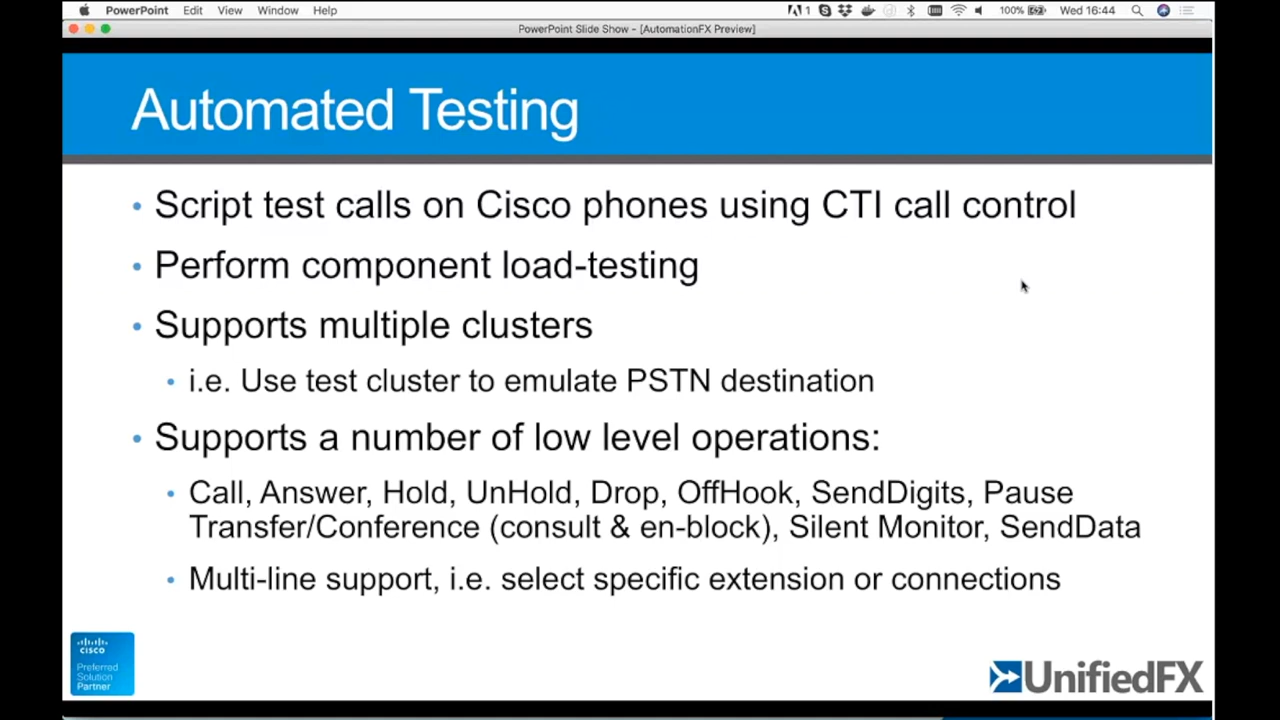 PowerPoint Edit View Window Help 1 100% Wed 16:44
PowerPoint Slide Show - [AutomationFX Preview]
Automated Testing
• Script test calls on Cisco phones using CTI call control
• Perform component load-testing
• Supports multiple clusters
• i.e. Use test cluster to emulate PSTN destination
• Supports a number of low level operations:
• Call, Answer, Hold, UnHold, Drop, OffHook, SendDigits, Pause
Transfer/Conference (consult & en-block), Silent Monitor, SendData
• Multi-line support, i.e. select specific extension or connections
CISCO
Preferred
Solution
Partner
UnifiedFX